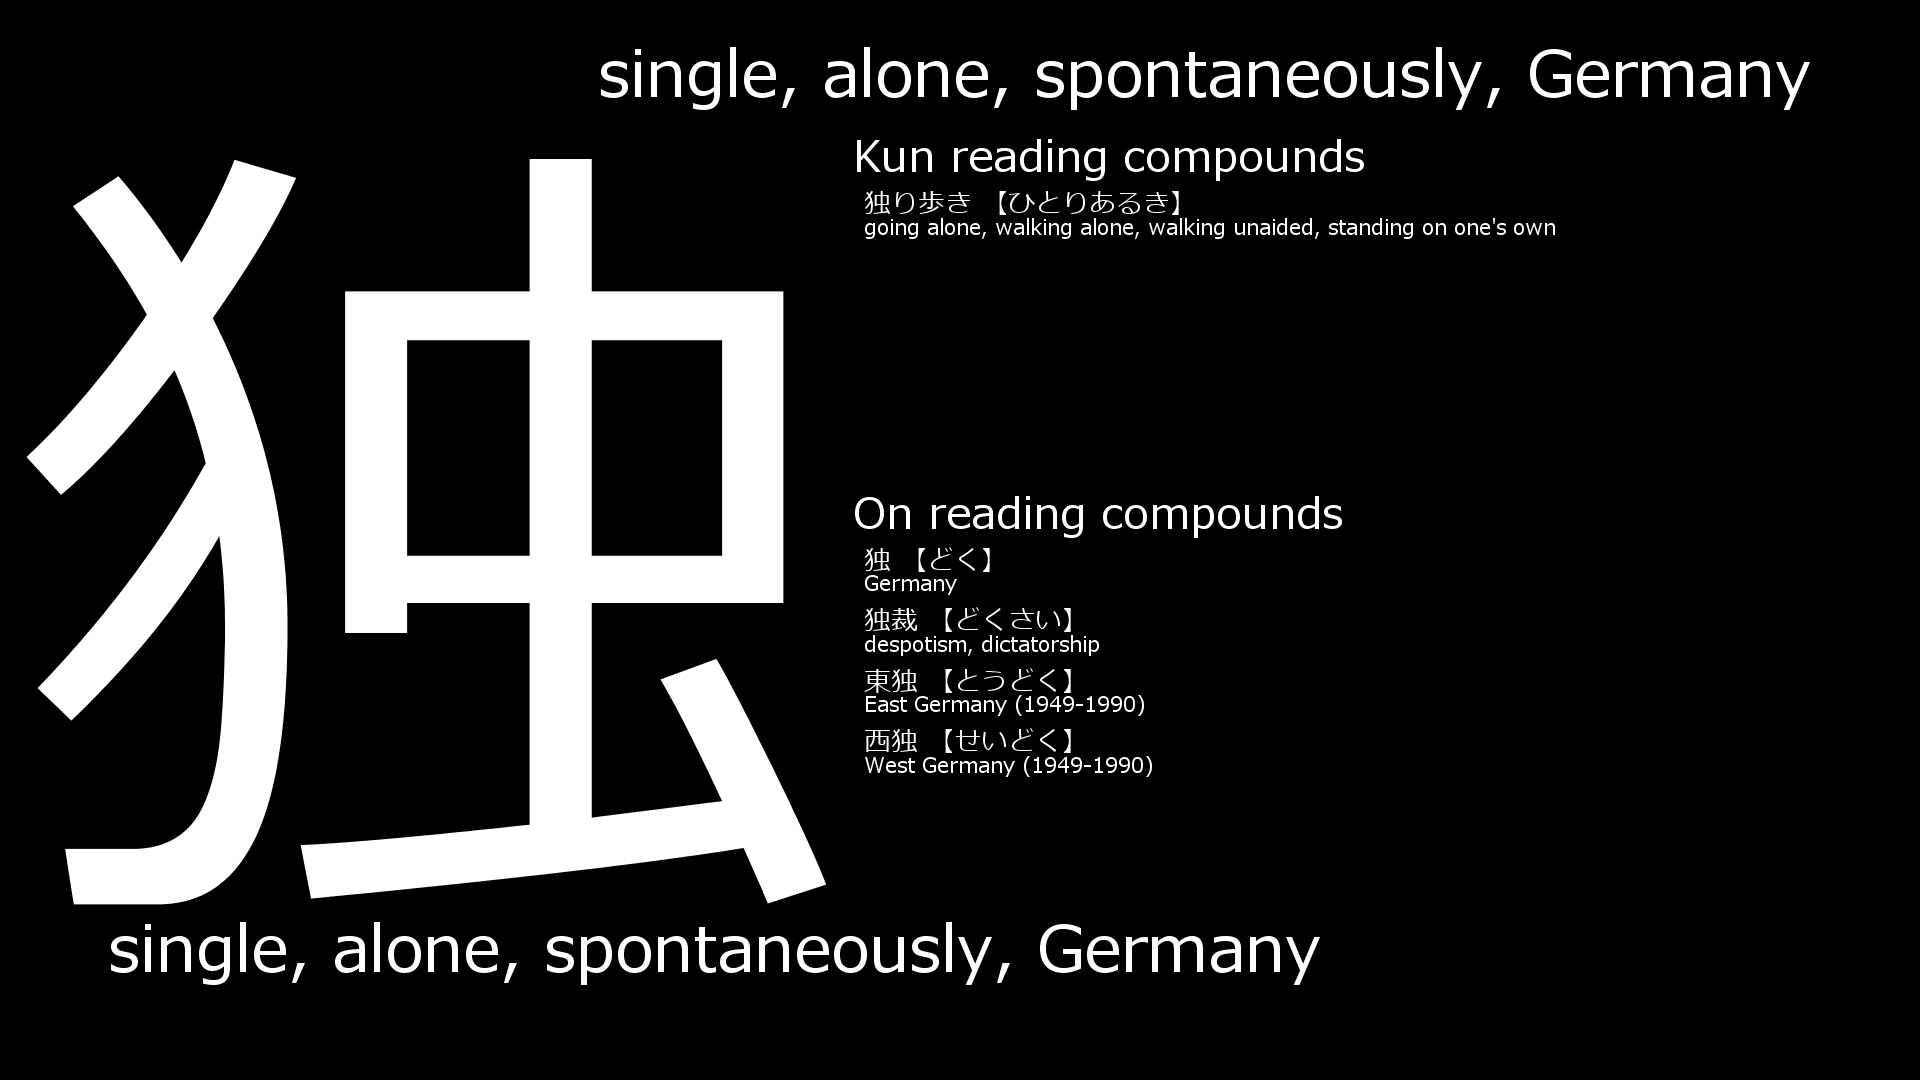 single, alone, spontaneously, Germany
独
Kun reading compounds
独り歩き 【ひとりあるき】
going alone, walking alone, walking unaided, standing on one's own
On reading compounds
独 【どく】
Germany
独裁 【どくさい】
despotism, dictatorship
東独 【とうどく】
East Germany (1949-1990)
西独 【せいどく】
West Germany (1949-1990)
single, alone, spontaneously, Germany